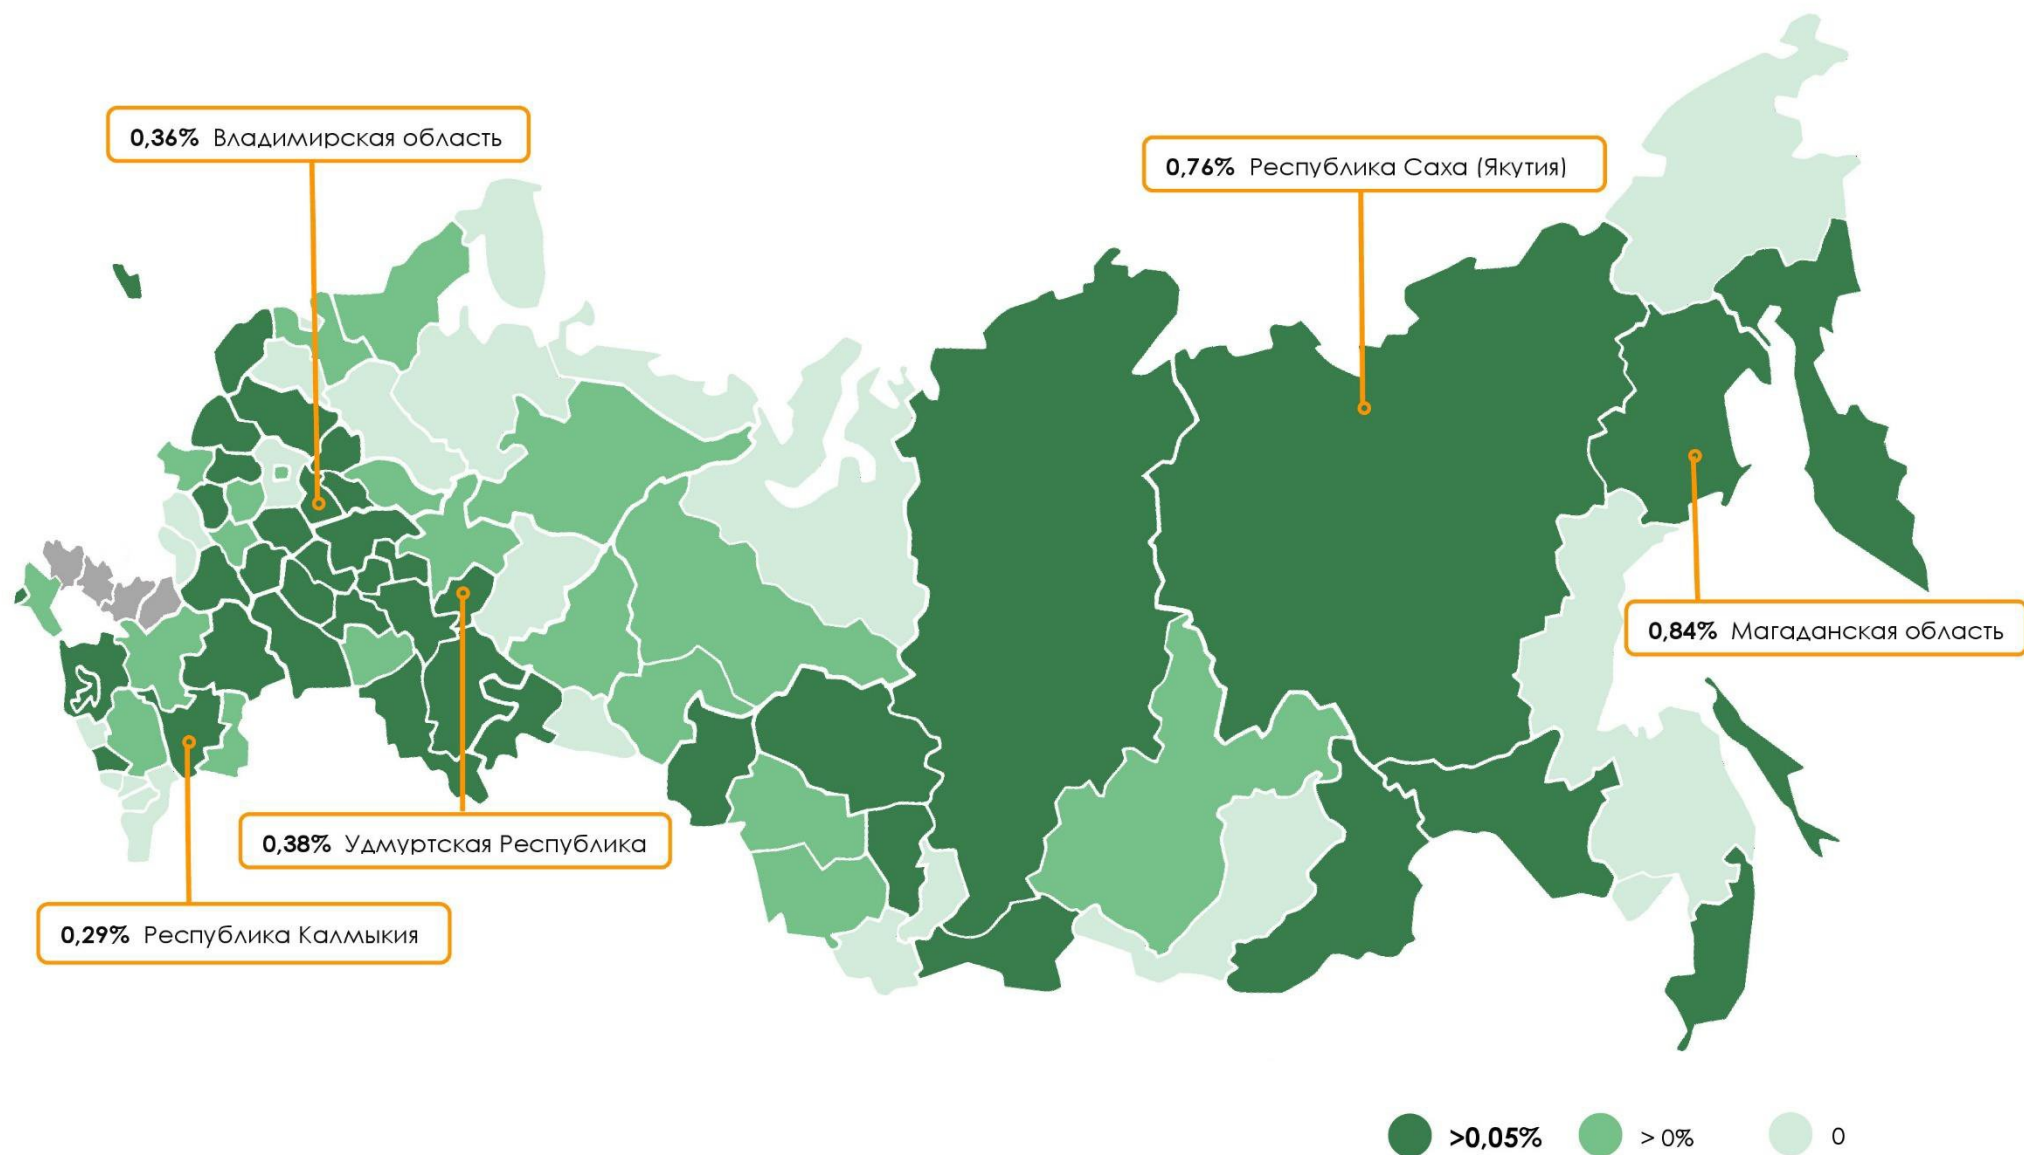 0,36% Владимирская область
0,76% Республика Саха (Якутия)
0,84% Магаданская область
0,38% Удмуртская Республика
0,29% Республика Калмыкия
>0,05%
> 0%
0